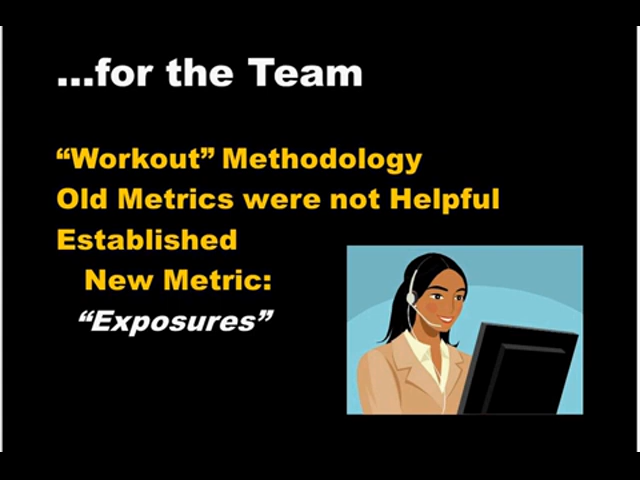 ...for the Team
“Workout” Methodology
Old Metrics were not Helpful
Established
New Metric:
“Exposures”